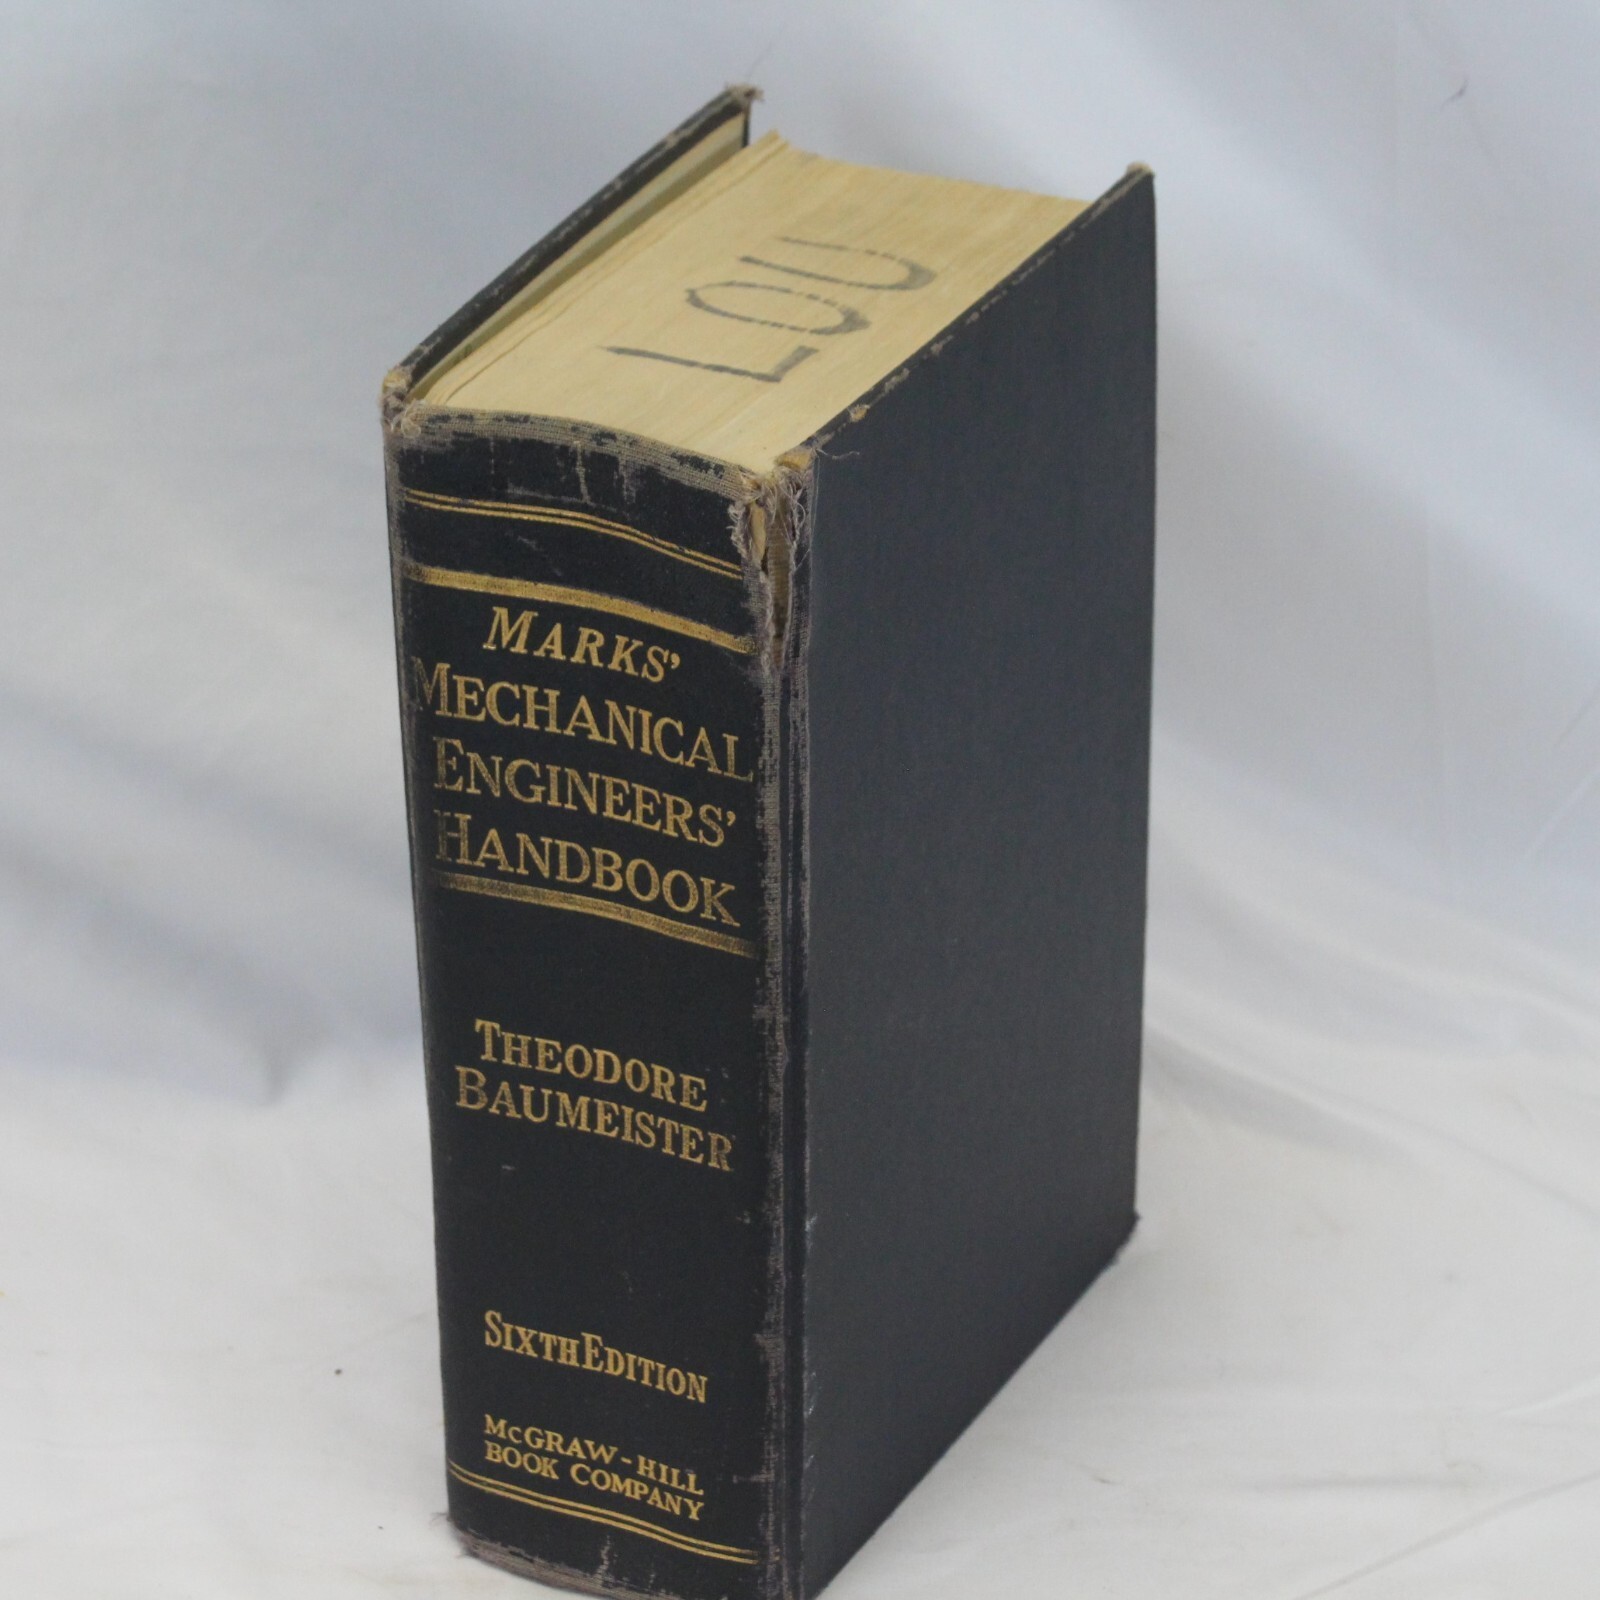 LOU
MARKS'
MECHANICAL
ENGINEERS'
HANDBOOK
THEODORE
BAUMEISTER
SIXTH EDITION
McGRAW-HILL
BOOK COMPANY